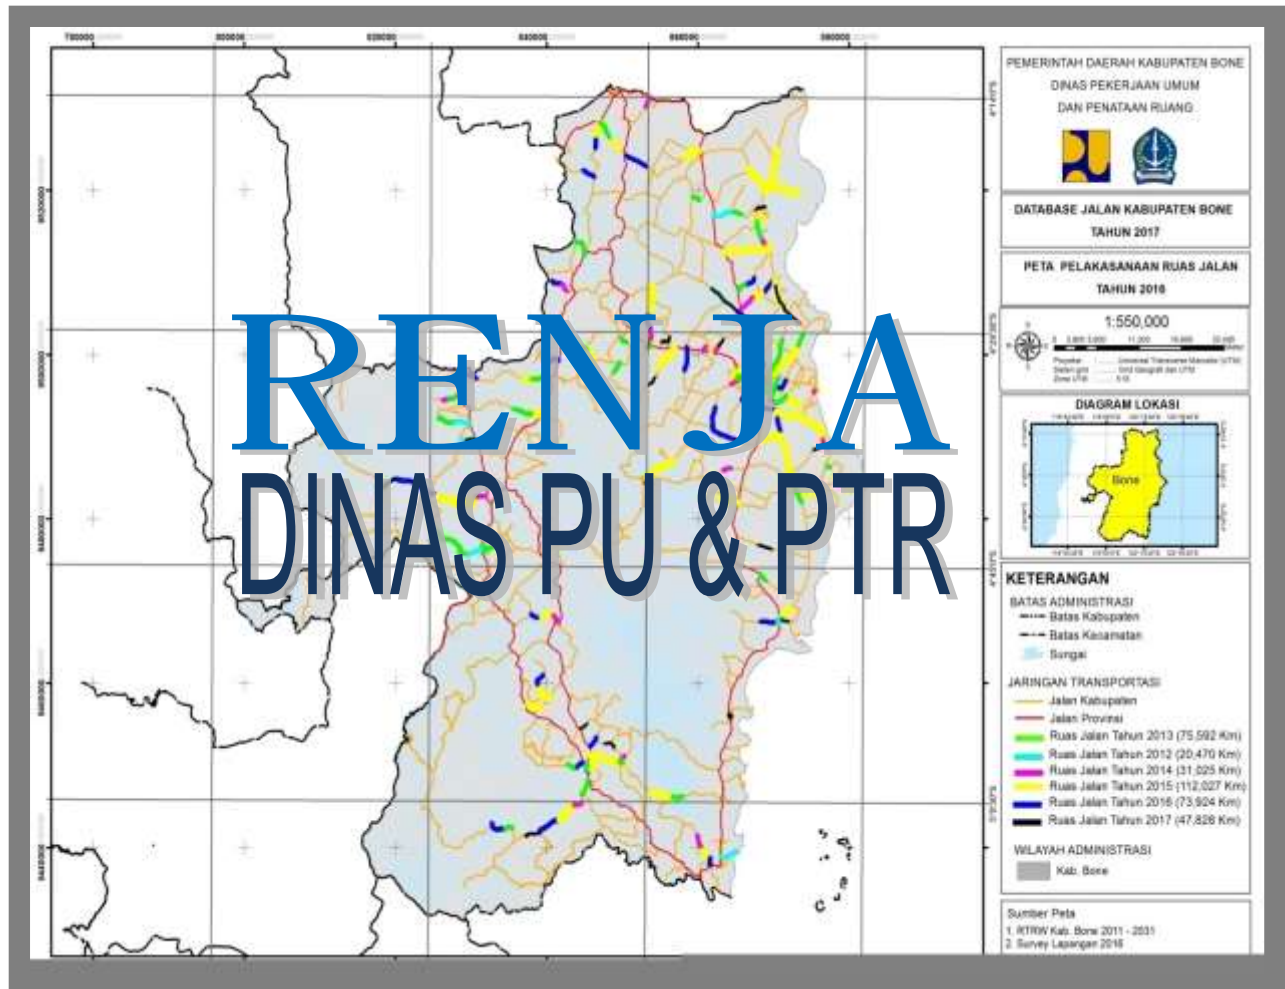 RENJA
DINAS PU & PTR
PEMERINTAH DAERAH KABUPATEN BONE
DINAS PEKERJAAN UMUM
DAN PENATAAN RUANG
DATABASE JALAN KABUPATEN BONE
TAHUN 2017
PETA PELAKASANAAN RUAS JALAN
TAHUN 2016
1:550,000
DIAGRAM LOKASI
Bone
KETERANGAN
BATAS ADMINISTRASI
Batas Kabupaten
Batas Kecamatan
Sungai
JARINGAN TRANSPORTASI
Jalan Kabupaten
Jalan Provinsi
Ruas Jalan Tahun 2013 (75,592 Km)
Ruas Jalan Tahun 2012 (20,470 Km)
Ruas Jalan Tahun 2014 (31,025 Km)
Ruas Jalan Tahun 2015 (112,027 Km)
Ruas Jalan Tahun 2016 (73,924 Km)
Ruas Jalan Tahun 2017 (47,828 Km)
WILAYAH ADMINISTRASI
Kab. Bone
Sumber Peta
1. RTRW Kab. Bone 2011 - 2031
2. Survey Lapangan 2016